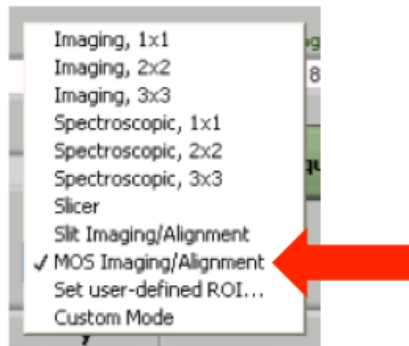 Imaging, 1x1
Imaging, 2x2
Imaging, 3x3
Spectroscopic, 1x1
Spectroscopic, 2x2
Spectroscopic, 3x3
Slicer
Slit Imaging/Alignment
✓ MOS Imaging/Alignment
Set user-defined ROI...
Custom Mode